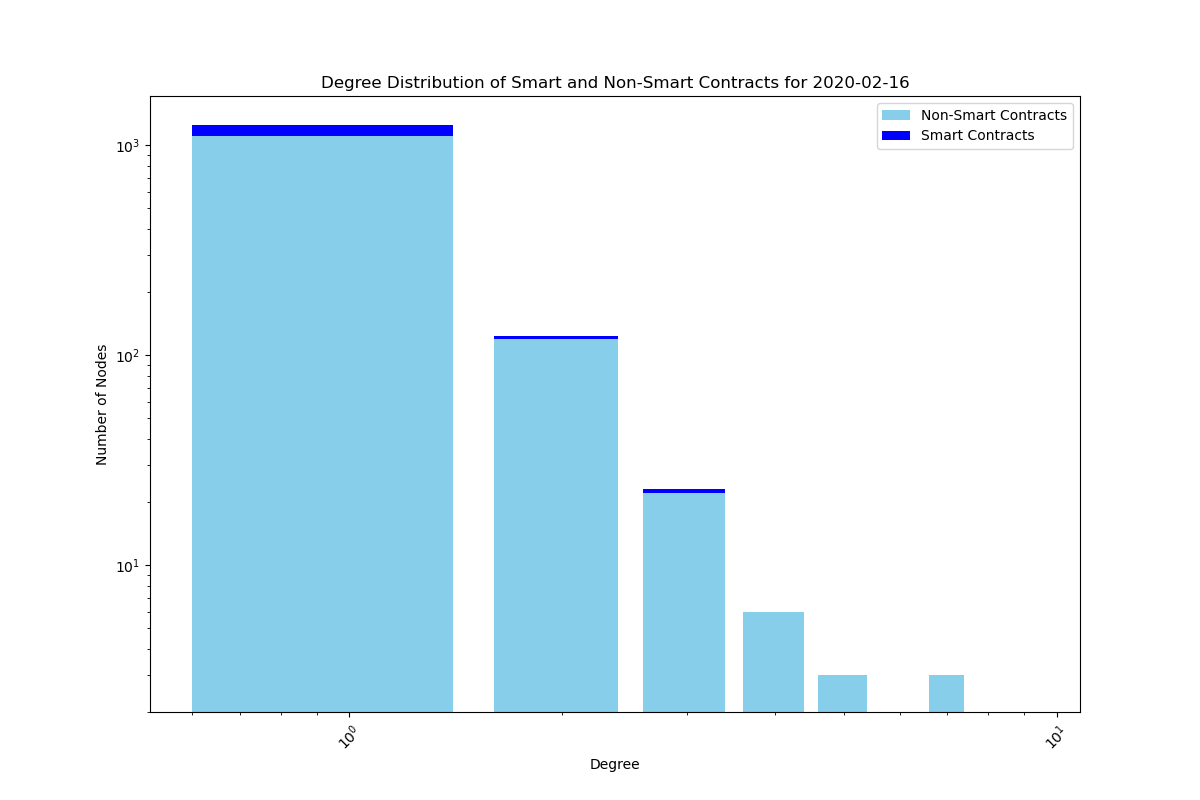 Degree Distribution of Smart and Non-Smart Contracts for 2020-02-16
Non-Smart Contracts
Smart Contracts
10³
10²
10¹
Number of Nodes
10⁰
10¹
Degree